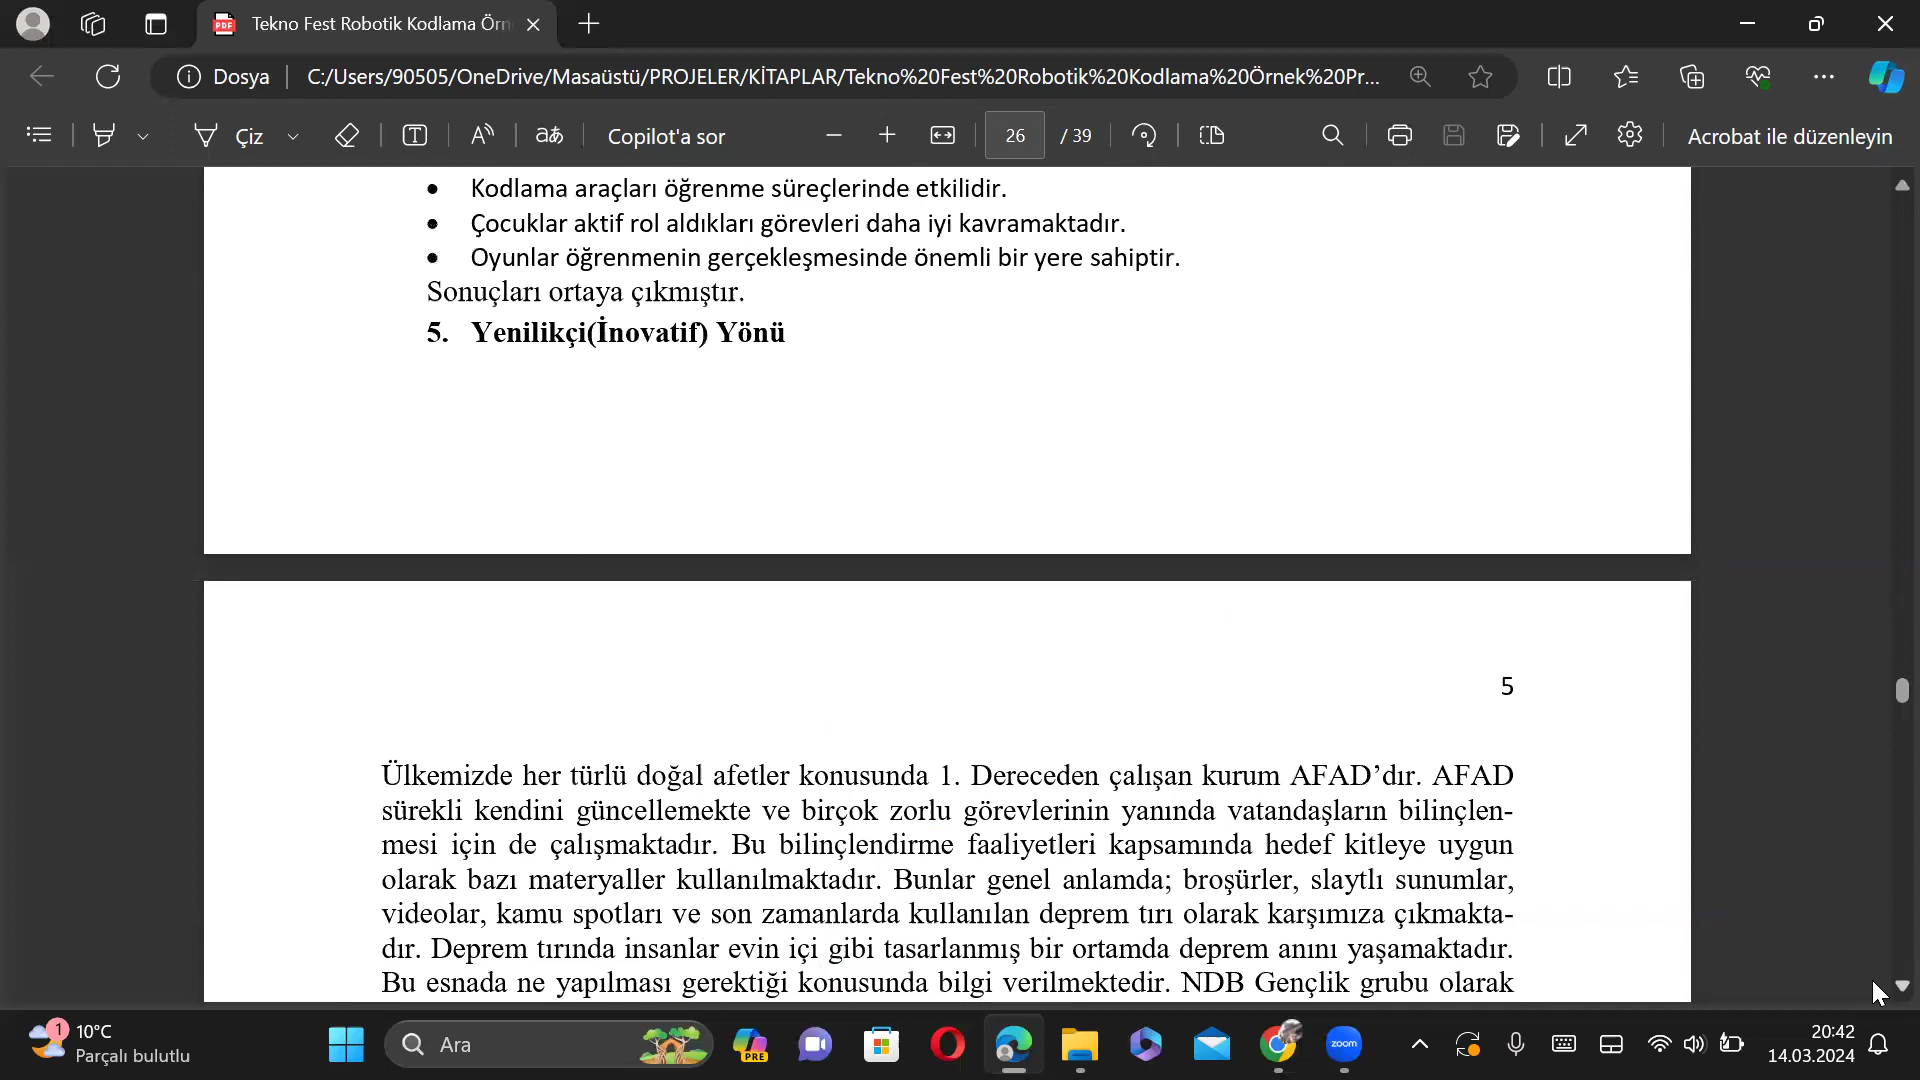 Tekno Fest Robotik Kodlama Örn
Dosya
C:/Users/90505/OneDrive/Masaüstü/PROJELER/KİTAPLAR/Tekno%20Fest%20Robotik%20Kodlama%20Örnek%20Pr...
Çiz
aあ
Copilot'a sor
26
/ 39
Acrobat ile düzenleyin
• Kodlama araçları öğrenme süreçlerinde etkilidir.
• Çocuklar aktif rol aldıkları görevleri daha iyi kavramaktadır.
• Oyunlar öğrenmenin gerçekleşmesinde önemli bir yere sahiptir.
Sonuçları ortaya çıkmıştır.
5. Yenilikçi(İnovatif) Yönü
5
Ülkemizde her türlü doğal afetler konusunda 1. Dereceden çalışan kurum AFAD’dır. AFAD
sürekli kendini güncellemekte ve birçok zorlu görevlerinin yanında vatandaşların bilinçlen-
mesi için de çalışmaktadır. Bu bilinçlendirme faaliyetleri kapsamında hedef kitleye uygun
olarak bazı materyaller kullanılmaktadır. Bunlar genel anlamda; broşürler, slaytlı sunumlar,
videolar, kamu spotları ve son zamanlarda kullanılan deprem tırı olarak karşımıza çıkmakta-
dır. Deprem tırında insanlar evin içi gibi tasarlanmış bir ortamda deprem anını yaşamaktadır.
Bu esnada ne yapılması gerektiği konusunda bilgi verilmektedir. NDB Gençlik grubu olarak
1
10°C
Parçalı bulutlu
Ara
PRE
zoom
20:42
14.03.2024